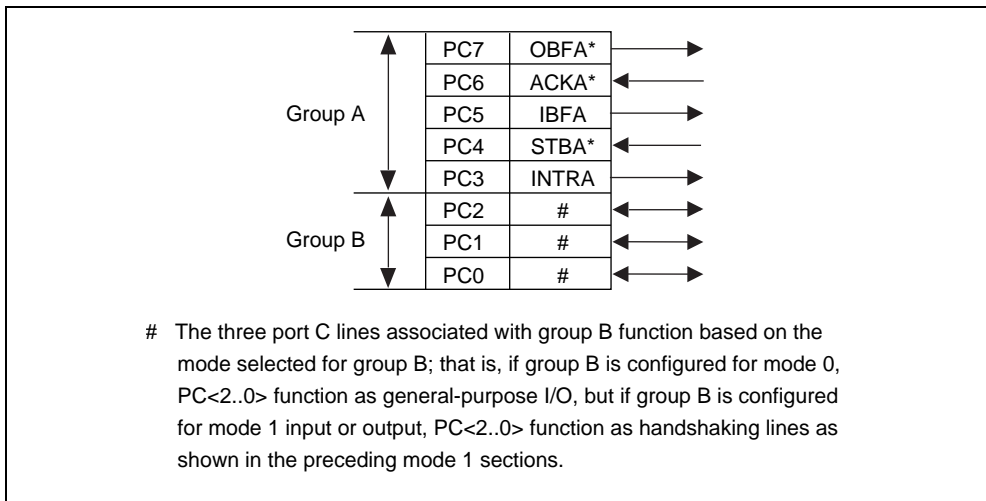 PC7 OBFA*
PC6 ACKA*
Group A PC5 IBFA
PC4 STBA*
PC3 INTRA
PC2 #
Group B PC1 #
PC0 #
# The three port C lines associated with group B function based on the
mode selected for group B; that is, if group B is configured for mode 0,
PC<2..0> function as general-purpose I/O, but if group B is configured
for mode 1 input or output, PC<2..0> function as handshaking lines as
shown in the preceding mode 1 sections.